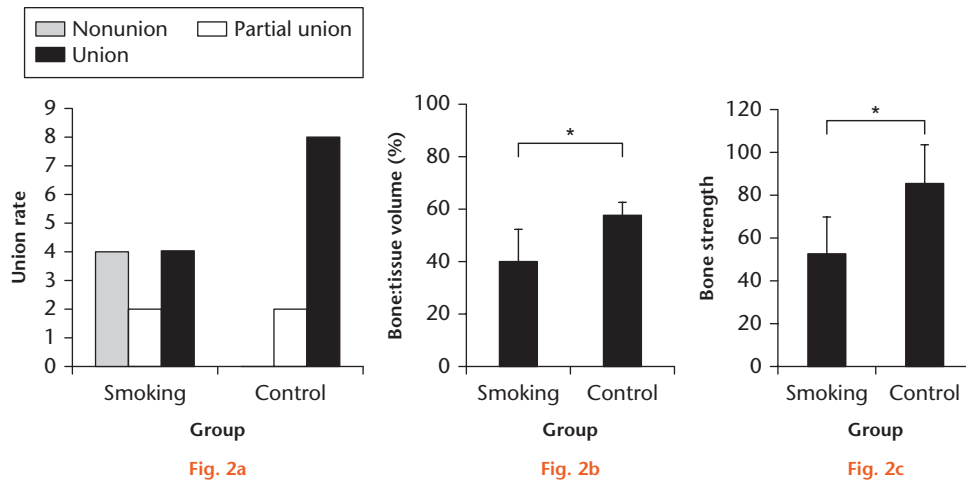 Nonunion Partial union
Union
Union rate
9
8
7
6
5
4
3
2
1
0
Smoking Control
Group
Fig. 2a
Bone:tissue volume (%)
100
80
60
40
20
0
*
Smoking Control
Group
Fig. 2b
Bone strength
120
100
80
60
40
20
0
*
Smoking Control
Group
Fig. 2c